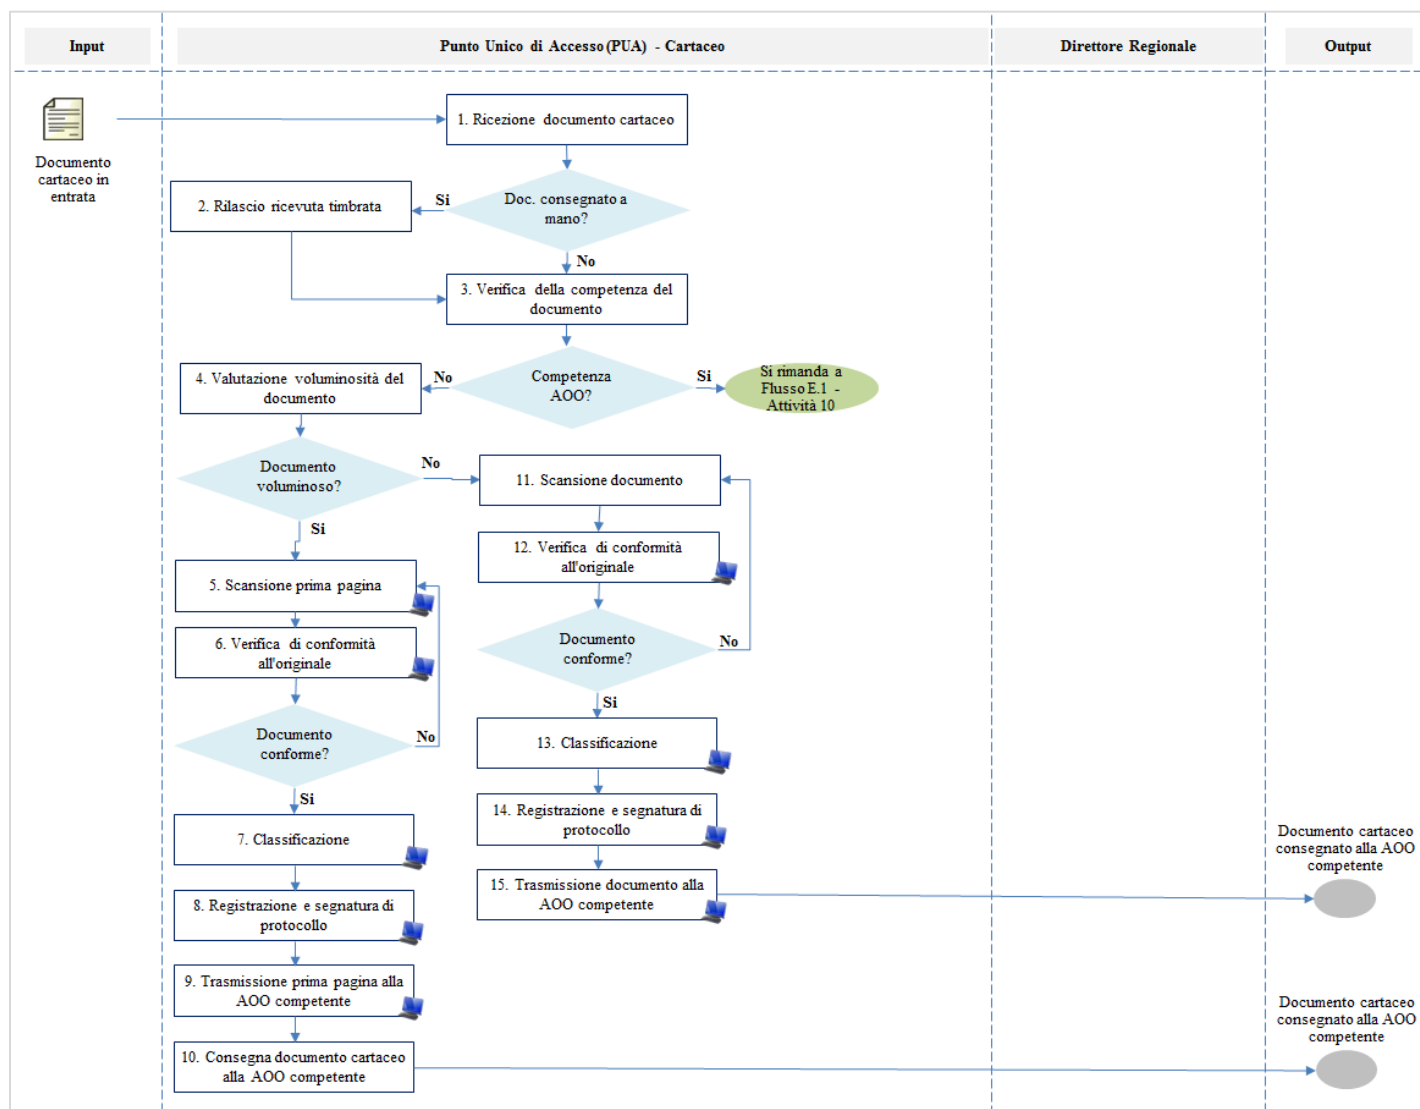 Input
Punto Unico di Accesso (PUA) - Cartaceo
Direttore Regionale
Output
Documento
cartaceo in
entrata
1. Ricezione documento cartaceo
Doc. consegnato a
mano?
Si
2. Rilascio ricevuta timbrata
No
3. Verifica della competenza del
documento
Competenza
AOO?
No
Si
4. Valutazione voluminosità del
documento
Si rimanda a
Flusso E.1 -
Attività 10
Documento
voluminoso?
No
Si
11. Scansione documento
12. Verifica di conformità
all'originale
5. Scansione prima pagina
6. Verifica di conformità
all'originale
Documento
conforme?
No
Si
Documento
conforme?
No
Si
13. Classificazione
14. Registrazione e segnatura di
protocollo
15. Trasmissione documento alla
AOO competente
Documento cartaceo
consegnato alla AOO
competente
7. Classificazione
8. Registrazione e segnatura di
protocollo
9. Trasmissione prima pagina alla
AOO competente
10. Consegna documento cartaceo
alla AOO competente
Documento cartaceo
consegnato alla AOO
competente